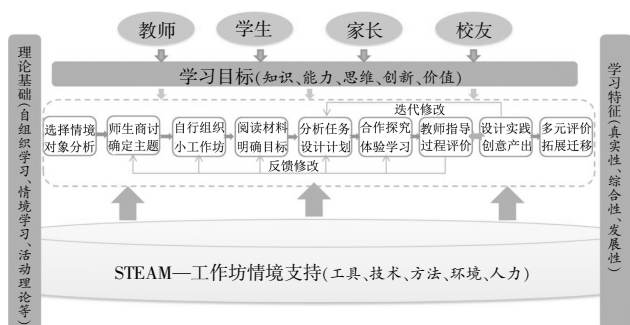 教师
学生
家长
校友
学习目标(知识、能力、思维、创新、价值)
理论基础(自组织学习、情境学习、活动理论等)
迭代修改
选择情境
对象分析
师生商讨
确定主题
自行组织
小工作坊
阅读材料
明确目标
分析任务
设计计划
合作探究
体验学习
教师指导
过程评价
设计实践
创意产出
多元评价
拓展迁移
反馈修改
学习特征(真实性、综合性、发展性)
STEAM—工作坊情境支持(工具、技术、方法、环境、人力)